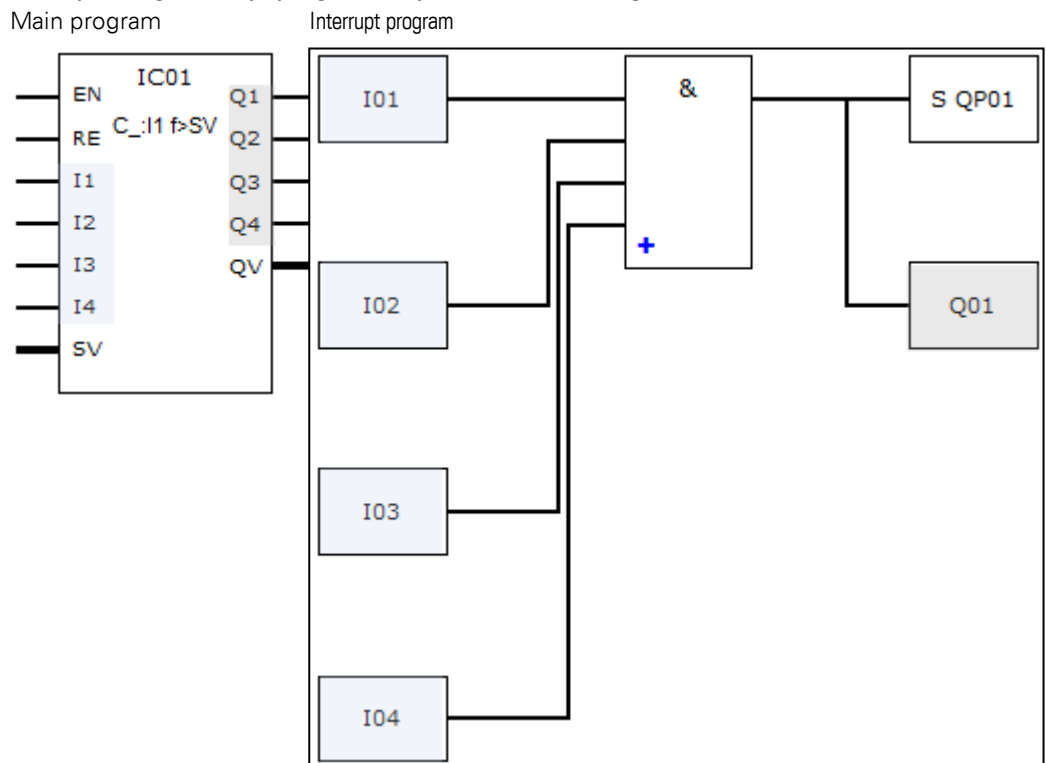 Main program
Interrupt program
IC01
C_:I1 f>SV
EN
RE
I1
I2
I3
I4
SV
Q1
Q2
Q3
Q4
QV
I01
I02
I03
I04
&
+
S QP01
Q01